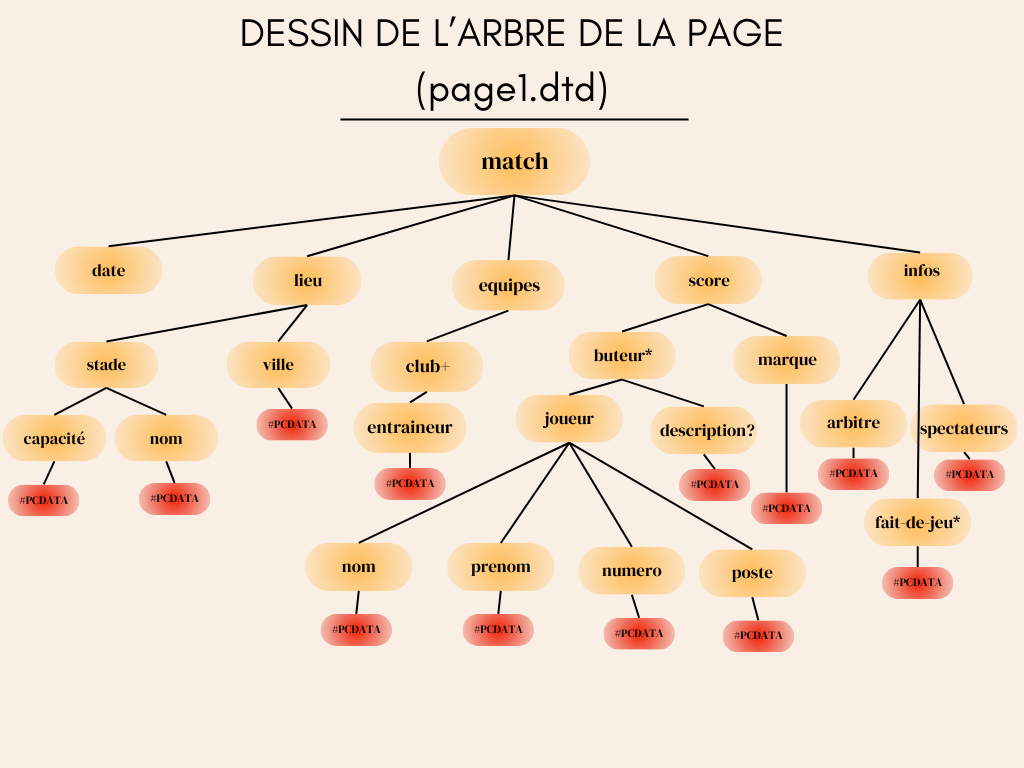 DESSIN DE L'ARBRE DE LA PAGE
(page1.dtd)
match
date
lieu
equipes
score
infos
stade
ville
club+
buteur*
marque
capacité
nom
#PCDATA
entraineur
joueur
description?
arbitre
spectateurs
#PCDATA
#PCDATA
#PCDATA
#PCDATA
#PCDATA
#PCDATA
#PCDATA
fait-de-jeu*
nom
prenom
numero
poste
#PCDATA
#PCDATA
#PCDATA
#PCDATA
#PCDATA